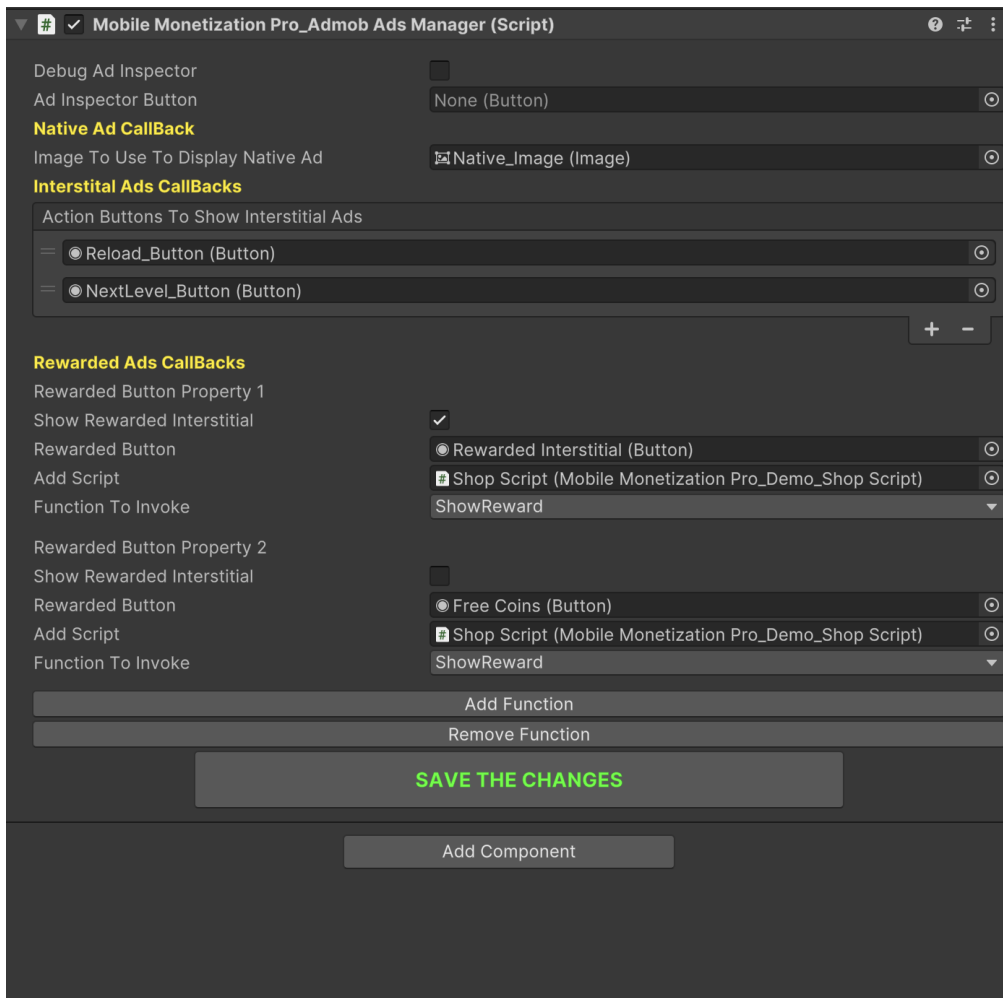 Mobile Monetization Pro_Admob Ads Manager (Script)
Debug Ad Inspector
Ad Inspector Button None (Button)
Native Ad CallBack
Image To Use To Display Native Ad Native_Image (Image)
Interstital Ads CallBacks
Action Buttons To Show Interstitial Ads
Reload_Button (Button)
NextLevel_Button (Button)
+ −
Rewarded Ads CallBacks
Rewarded Button Property 1
Show Rewarded Interstitial
Rewarded Button Rewarded Interstitial (Button)
Add Script # Shop Script (Mobile Monetization Pro_Demo_Shop Script)
Function To Invoke ShowReward
Rewarded Button Property 2
Show Rewarded Interstitial
Rewarded Button Free Coins (Button)
Add Script # Shop Script (Mobile Monetization Pro_Demo_Shop Script)
Function To Invoke ShowReward
Add Function
Remove Function
SAVE THE CHANGES
Add Component